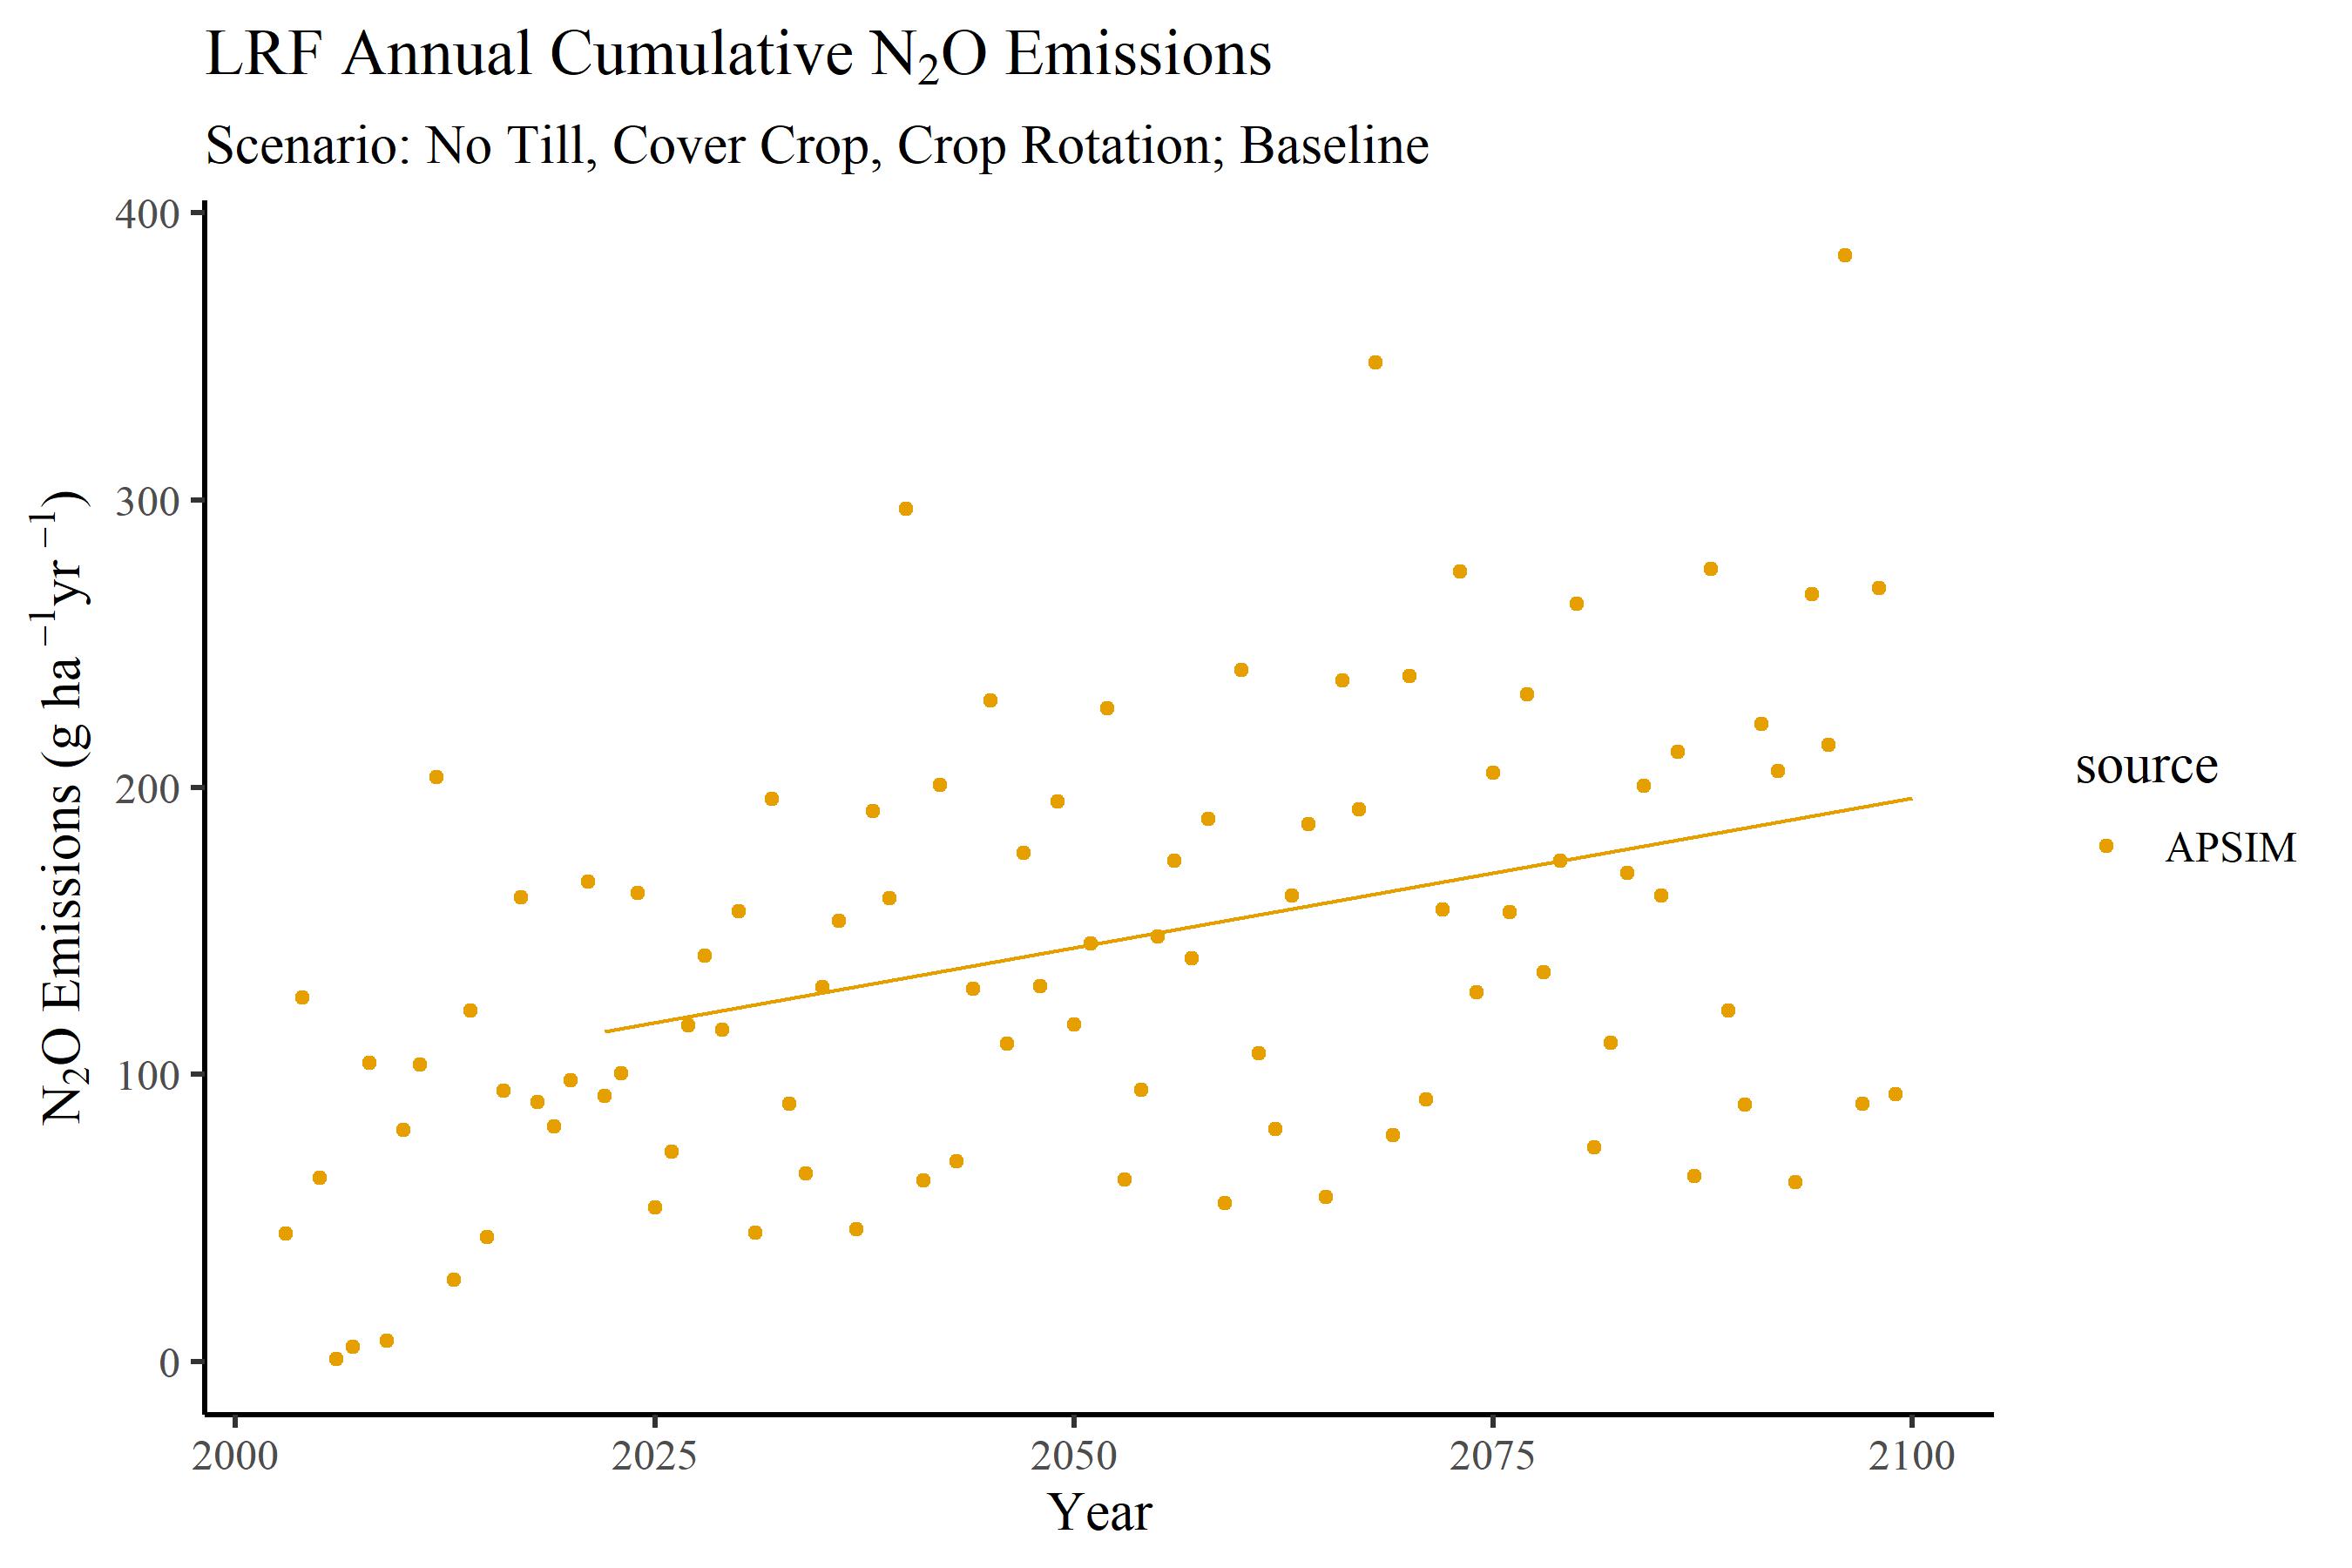 LRF Annual Cumulative N₂O Emissions
Scenario: No Till, Cover Crop, Crop Rotation; Baseline
N₂O Emissions (g ha ⁻¹yr ⁻¹)
400
300
200
100
0
2000 2025 2050 2075 2100
Year
source
APSIM